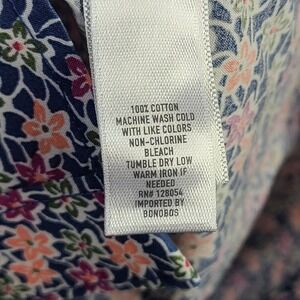 100% COTTON
MACHINE WASH COLD
WITH LIKE COLORS
NON-CHLORINE
BLEACH
TUMBLE DRY LOW
WARM IRON IF
NEEDED
RN# 128054
IMPORTED BY
BONOBOS